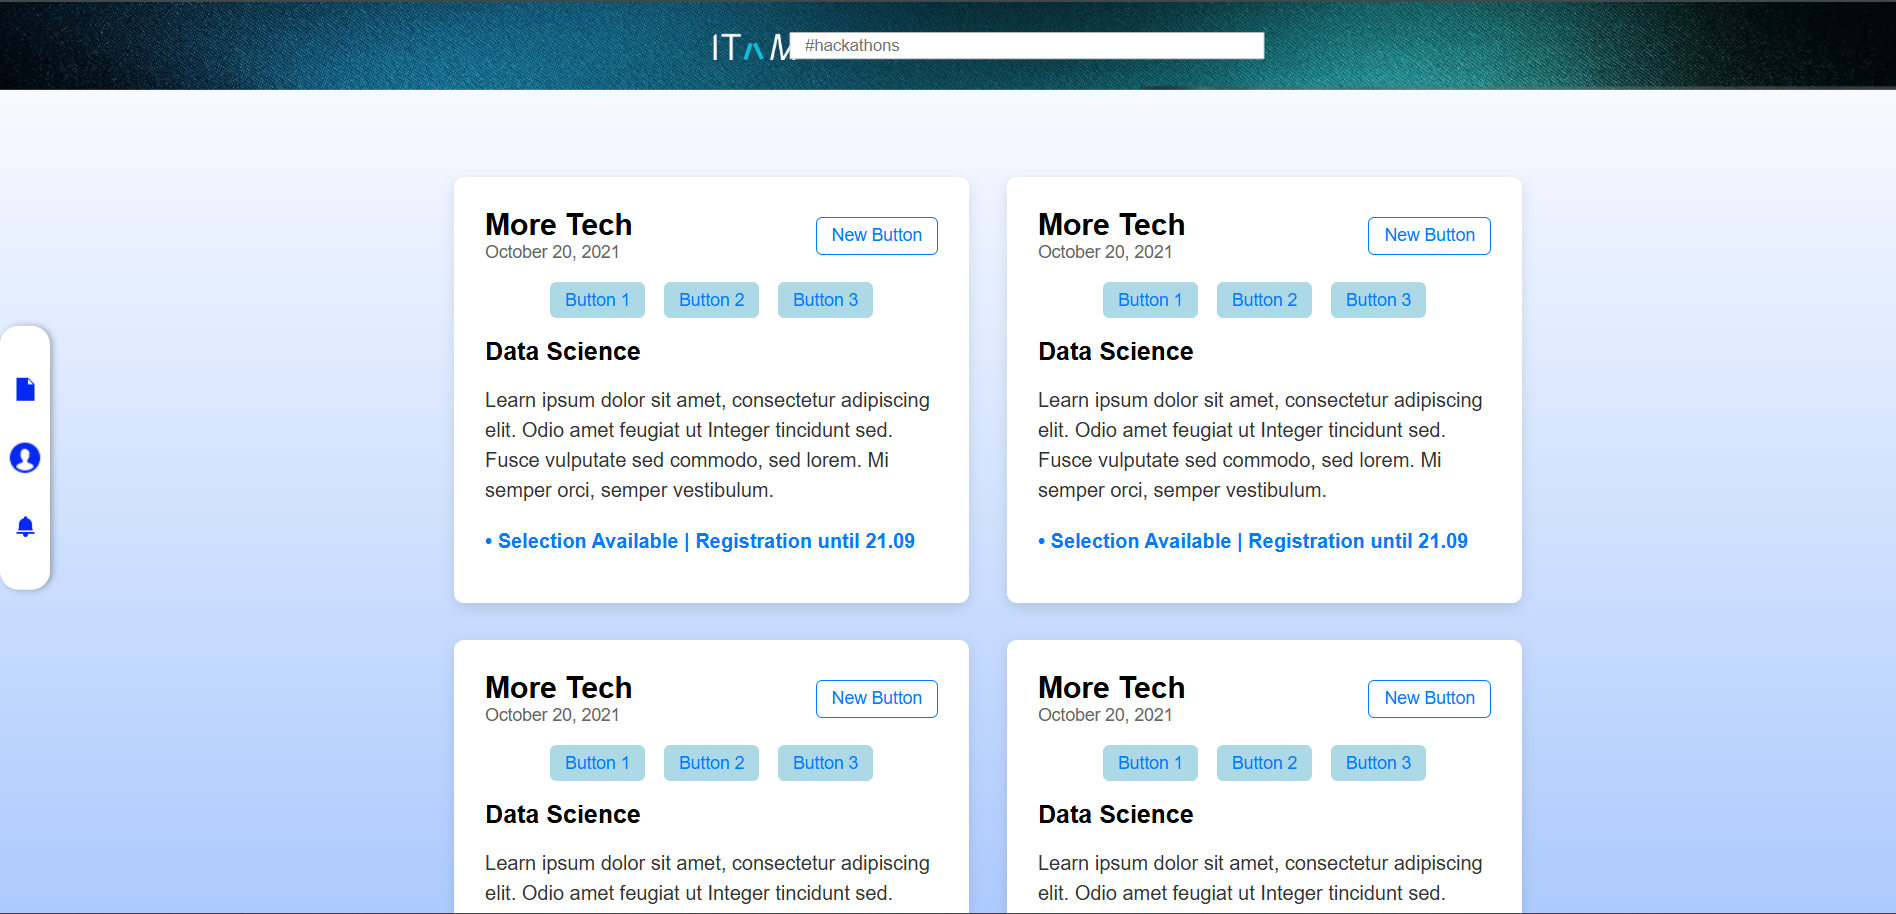 ITAM
#hackathons
More Tech
October 20, 2021
New Button
Button 1
Button 2
Button 3
Data Science
Learn ipsum dolor sit amet, consectetur adipiscing
elit. Odio amet feugiat ut Integer tincidunt sed.
Fusce vulputate sed commodo, sed lorem. Mi
semper orci, semper vestibulum.
• Selection Available | Registration until 21.09
More Tech
October 20, 2021
New Button
Button 1
Button 2
Button 3
Data Science
Learn ipsum dolor sit amet, consectetur adipiscing
elit. Odio amet feugiat ut Integer tincidunt sed.
Fusce vulputate sed commodo, sed lorem. Mi
semper orci, semper vestibulum.
• Selection Available | Registration until 21.09
More Tech
October 20, 2021
New Button
Button 1
Button 2
Button 3
Data Science
Learn ipsum dolor sit amet, consectetur adipiscing
elit. Odio amet feugiat ut Integer tincidunt sed.
More Tech
October 20, 2021
New Button
Button 1
Button 2
Button 3
Data Science
Learn ipsum dolor sit amet, consectetur adipiscing
elit. Odio amet feugiat ut Integer tincidunt sed.